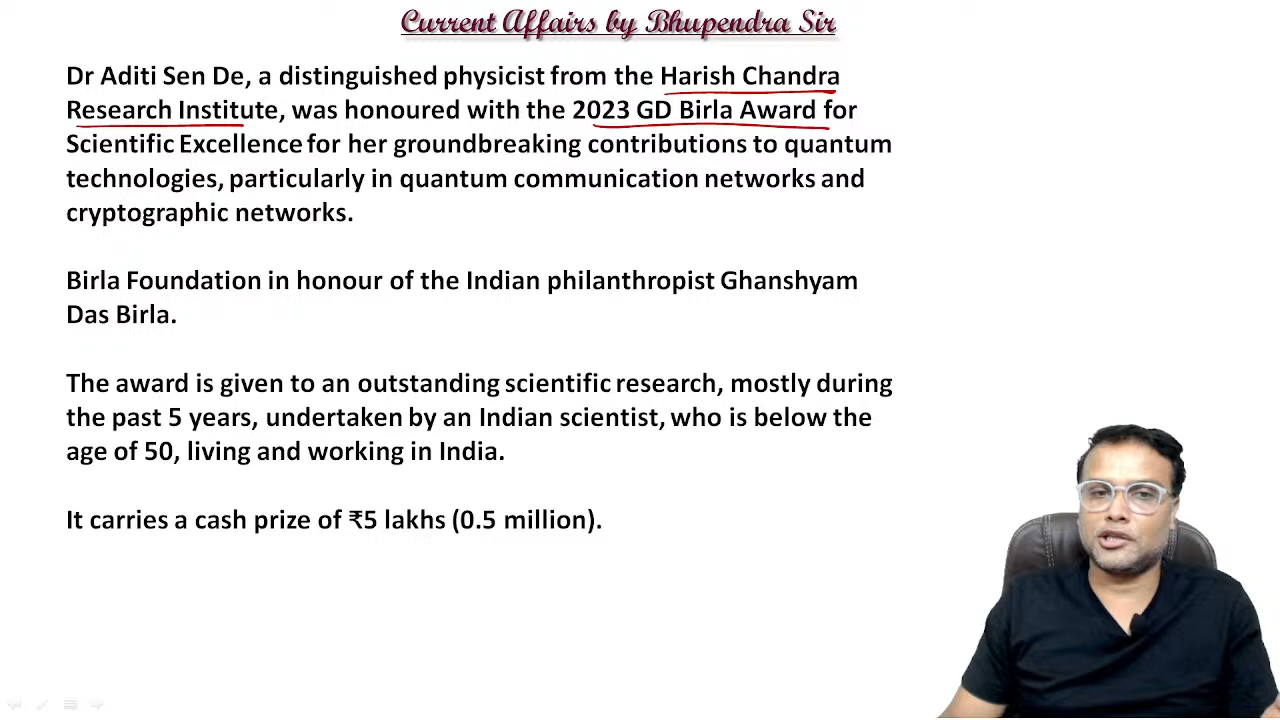 Current Affairs by Bhupendra Sir
Dr Aditi Sen De, a distinguished physicist from the Harish Chandra
Research Institute, was honoured with the 2023 GD Birla Award for
Scientific Excellence for her groundbreaking contributions to quantum
technologies, particularly in quantum communication networks and
cryptographic networks.
Birla Foundation in honour of the Indian philanthropist Ghanshyam
Das Birla.
The award is given to an outstanding scientific research, mostly during
the past 5 years, undertaken by an Indian scientist, who is below the
age of 50, living and working in India.
It carries a cash prize of ₹5 lakhs (0.5 million).